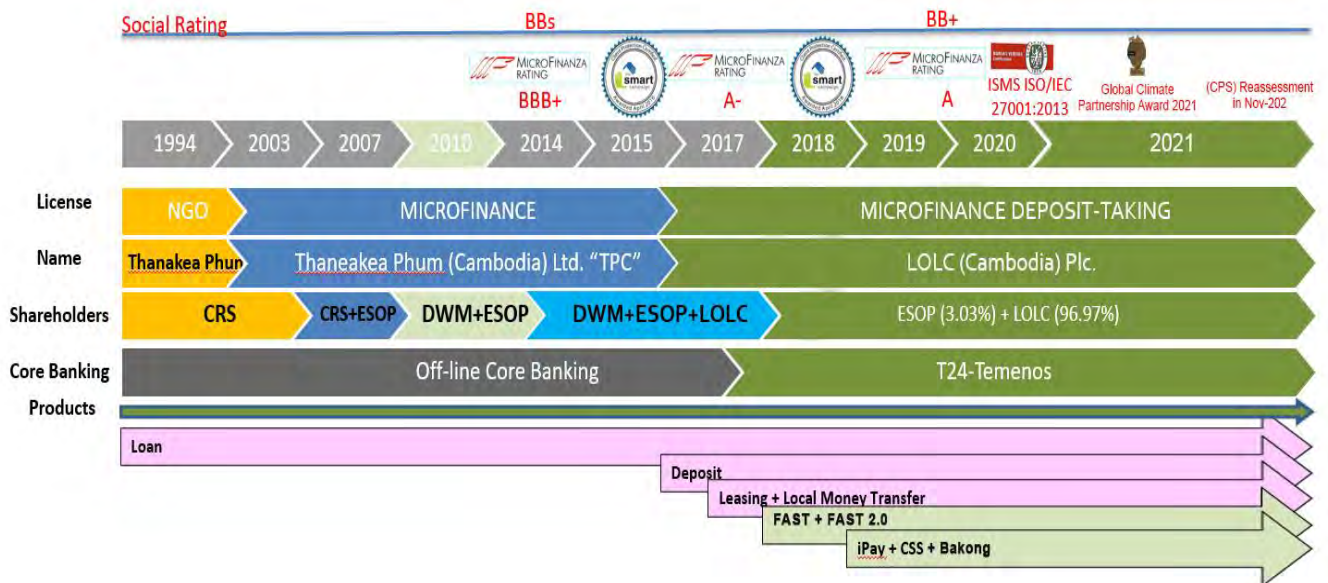 Social Rating
BBs
BB+
MICROFINANZA
RATING
BBB+
smart
MICROFINANZA
RATING
A-
smart
MICROFINANZA
RATING
A
ISMS ISO/IEC
27001:2013
Global Climate
Partnership Award 2021
(CPS) Reassessment
in Nov-202
1994
2003
2007
2010
2014
2015
2017
2018
2019
2020
2021
License
NGO
MICROFINANCE
MICROFINANCE DEPOSIT-TAKING
Name
Thanakea Phum
Thaneakea Phum (Cambodia) Ltd. “TPC”
LOLC (Cambodia) Plc.
Shareholders
CRS
CRS+ESOP
DWM+ESOP
DWM+ESOP+LOLC
ESOP (3.03%) + LOLC (96.97%)
Core Banking
Off-line Core Banking
T24-Temenos
Products
Loan
Deposit
Leasing + Local Money Transfer
FAST + FAST 2.0
iPay + CSS + Bakong